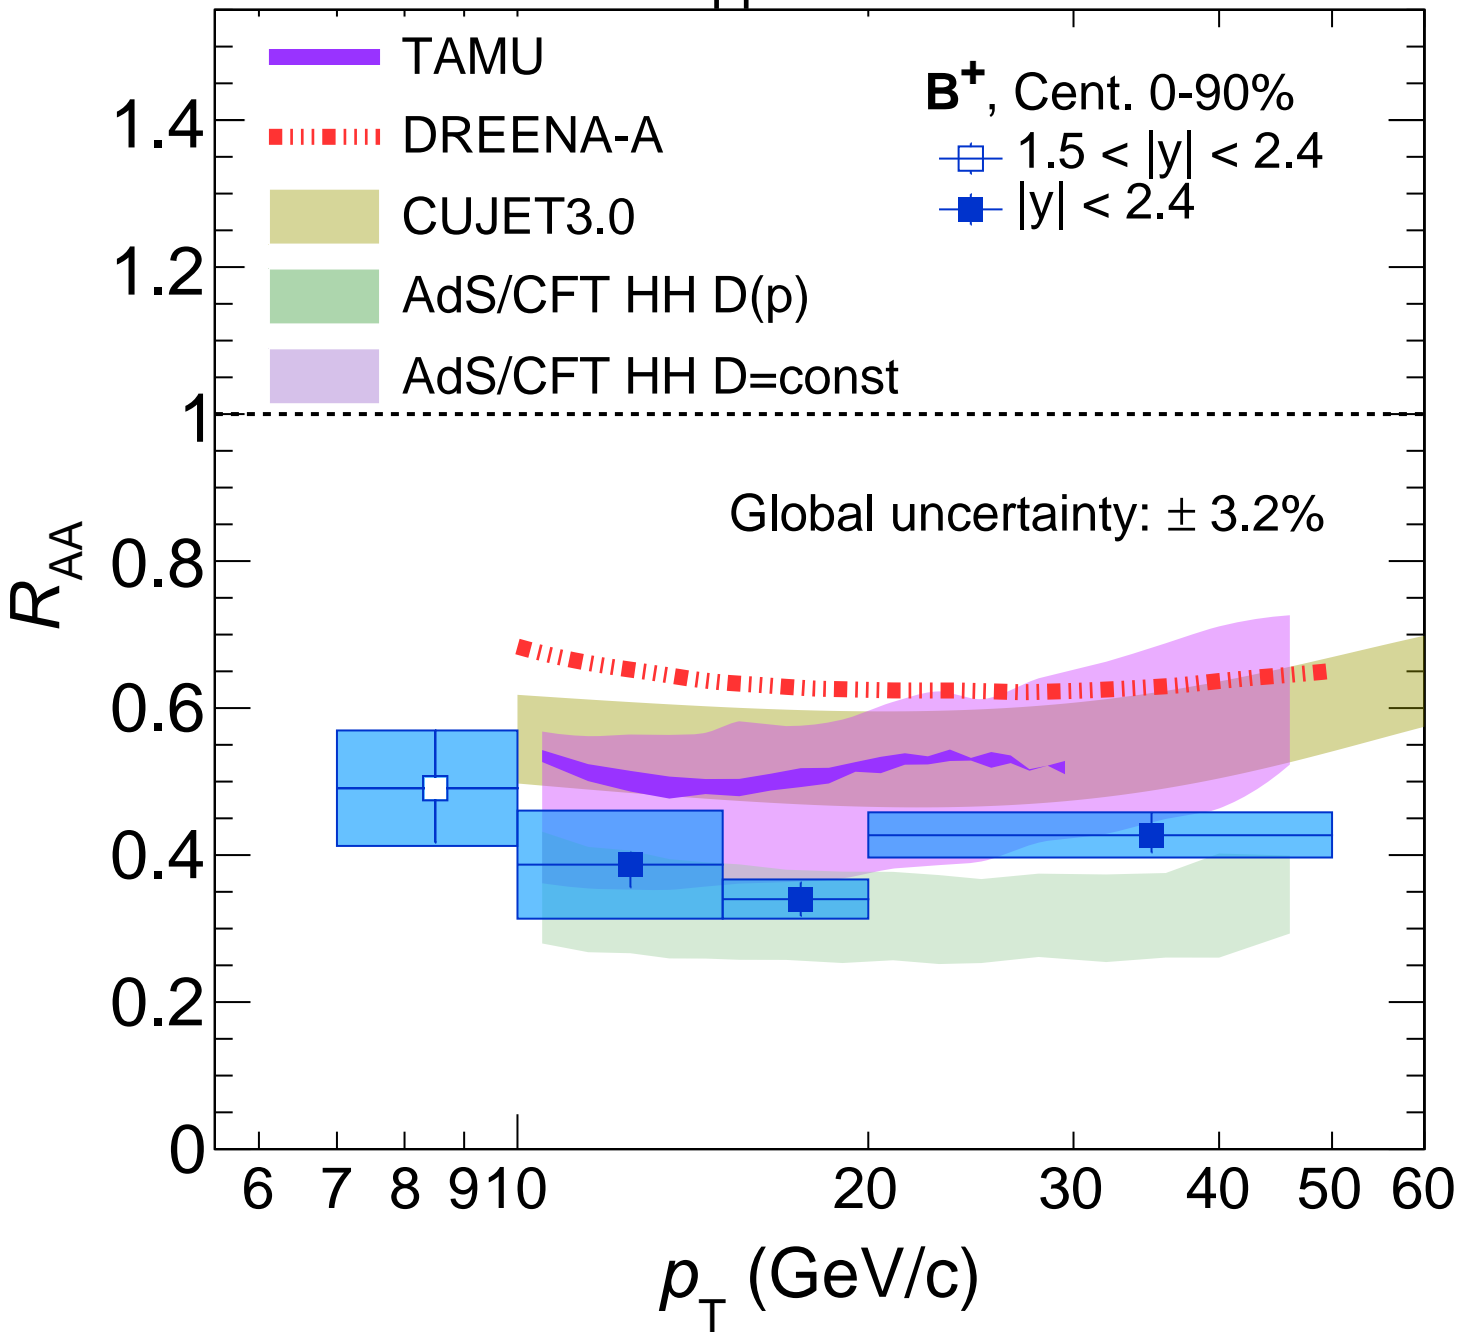 TAMU
DREENA-A
CUJET3.0
AdS/CFT HH D(p)
AdS/CFT HH D=const
B⁺, Cent. 0-90%
1.5 < |y| < 2.4
|y| < 2.4
Global uncertainty: ± 3.2%
R_AA
1.4
1.2
1
0.8
0.6
0.4
0.2
0
6 7 8 9 10 20 30 40 50 60
p_T (GeV/c)